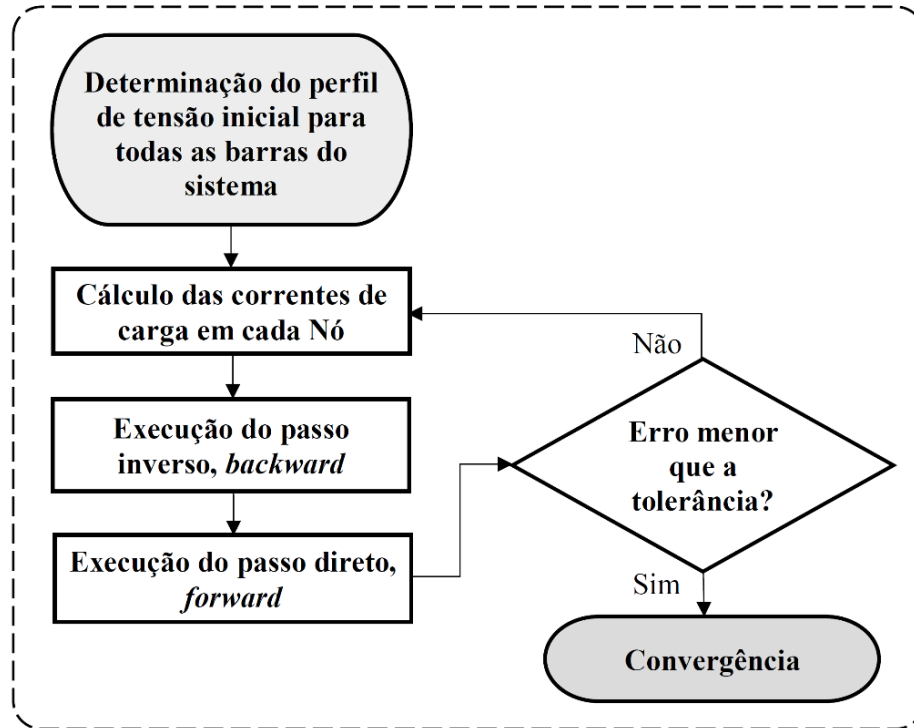 Determinação do perfil
de tensão inicial para
todas as barras do
sistema
Cálculo das correntes de
carga em cada Nó
Execução do passo
inverso, backward
Execução do passo direto,
forward
Não
Erro menor
que a
tolerância?
Sim
Convergência